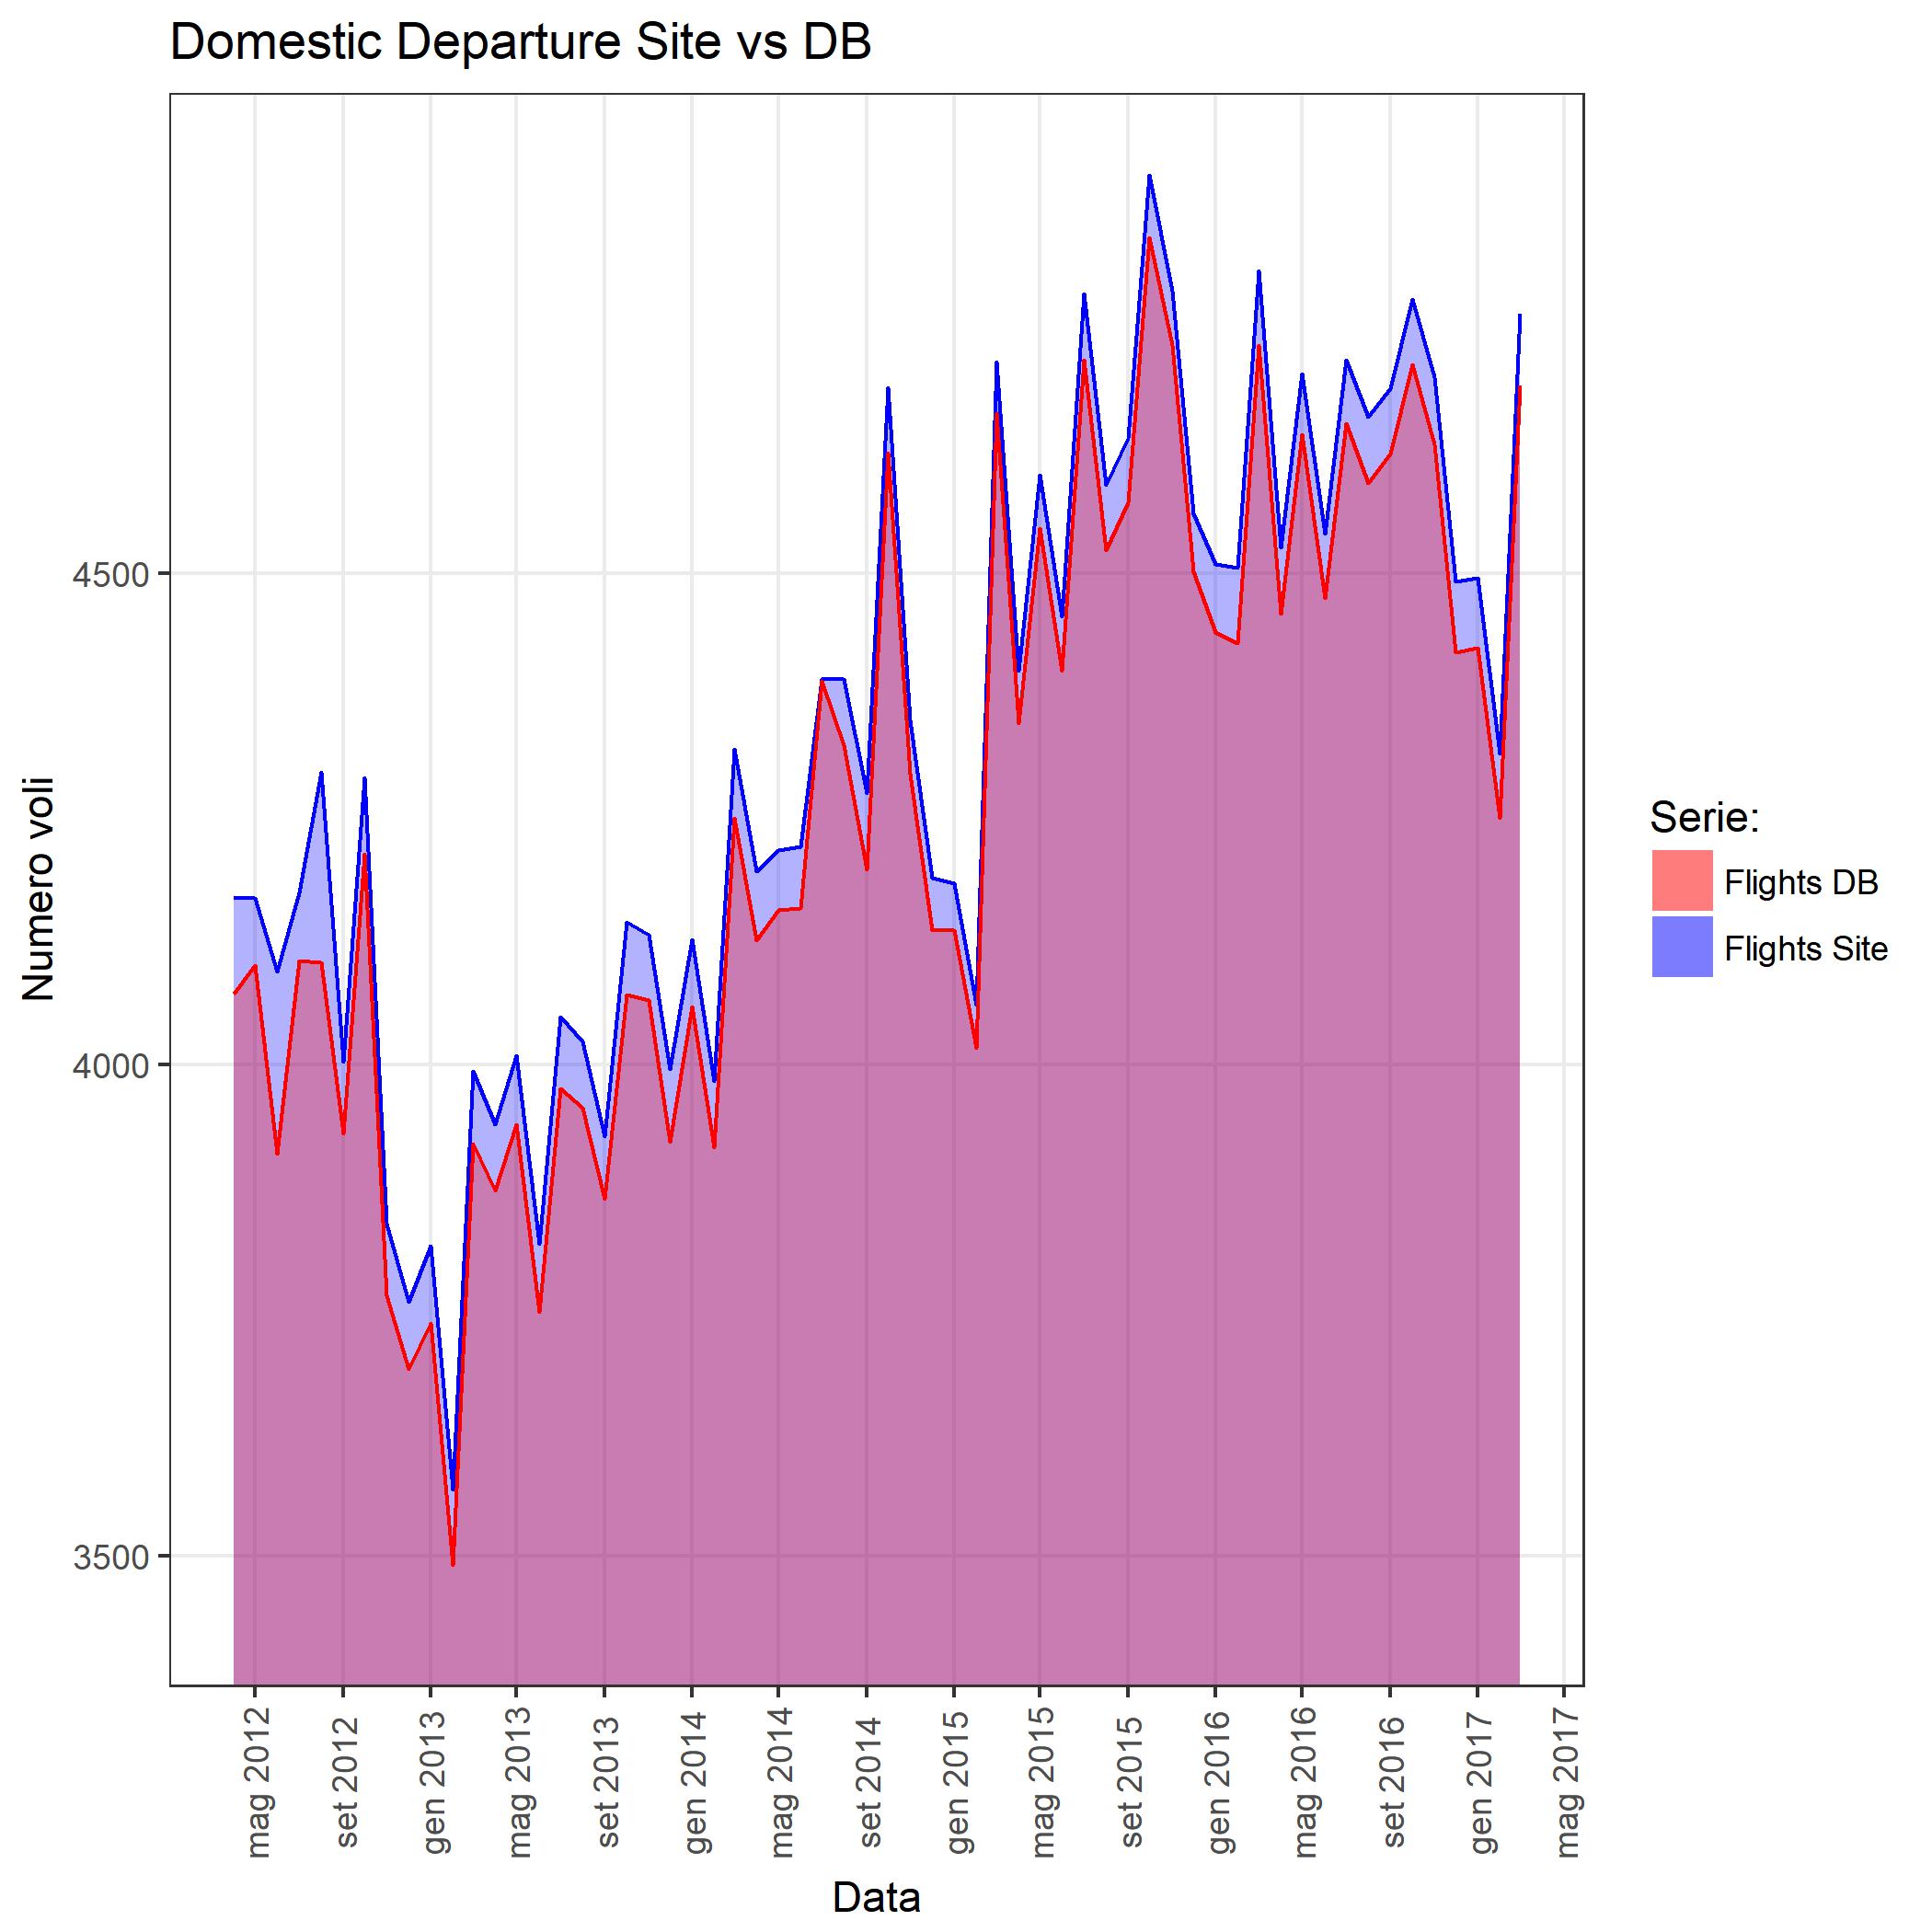 Domestic Departure Site vs DB
Numero voli
4500
4000
3500
mag 2012
set 2012
gen 2013
mag 2013
set 2013
gen 2014
mag 2014
set 2014
gen 2015
mag 2015
set 2015
gen 2016
mag 2016
set 2016
gen 2017
mag 2017
Data
Serie:
Flights DB
Flights Site